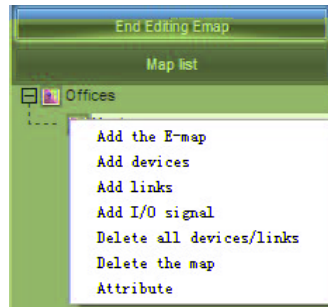 End Editing Emap
Map list
Offices
Add the E-map
Add devices
Add links
Add I/O signal
Delete all devices/links
Delete the map
Attribute